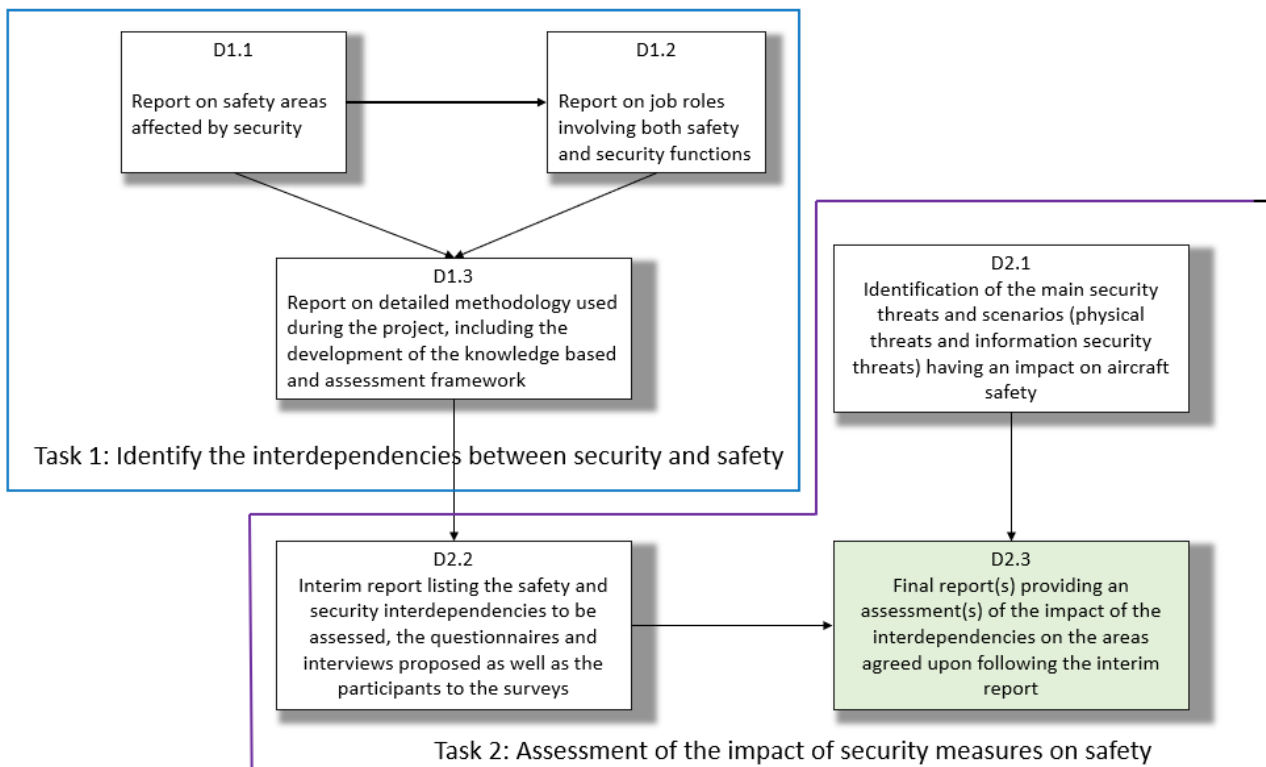 D1.1
Report on safety areas
affected by security
D1.2
Report on job roles
involving both safety
and security functions
D1.3
Report on detailed methodology used
during the project, including the
development of the knowledge based
and assessment framework
Task 1: Identify the interdependencies between security and safety
D2.1
Identification of the main security
threats and scenarios (physical
threats and information security
threats) having an impact on aircraft
safety
D2.2
Interim report listing the safety and
security interdependencies to be
assessed, the questionnaires and
interviews proposed as well as the
participants to the surveys
D2.3
Final report(s) providing an
assessment(s) of the impact of the
interdependencies on the areas
agreed upon following the interim
report
Task 2: Assessment of the impact of security measures on safety